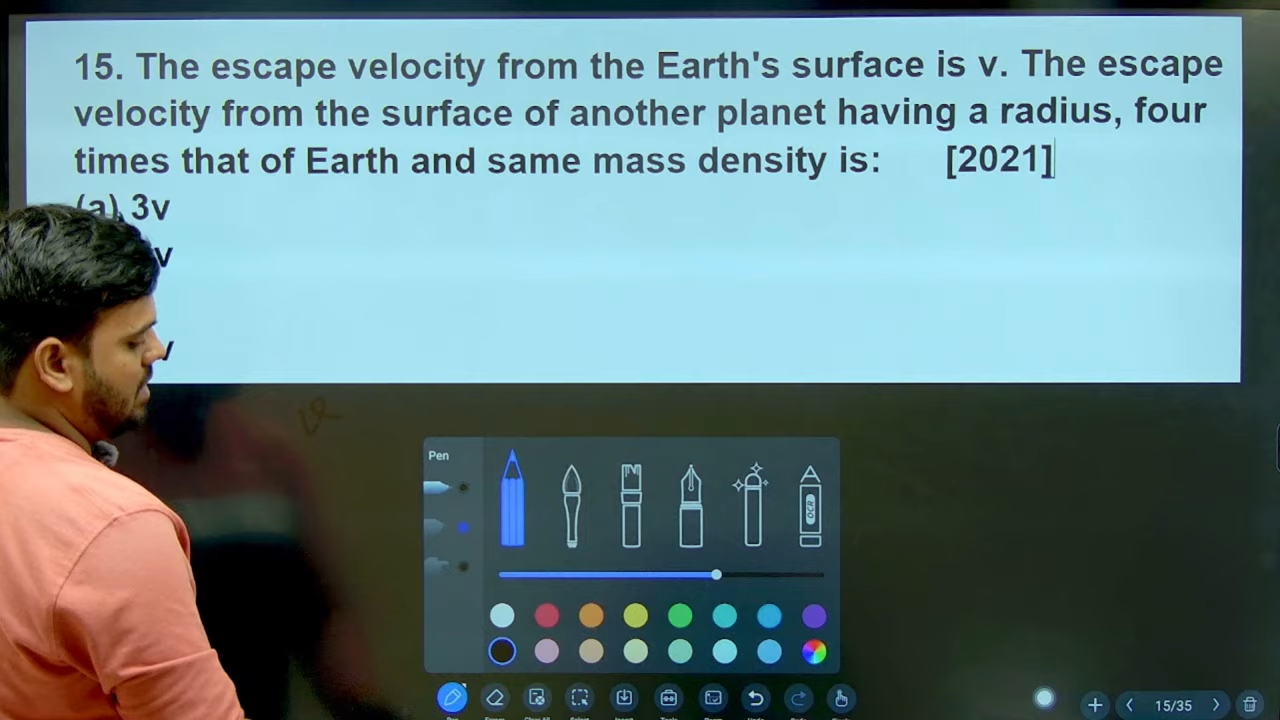 15. The escape velocity from the Earth's surface is v. The escape
velocity from the surface of another planet having a radius, four
times that of Earth and same mass density is: [2021]
(a) 3v
v
v
Pen
OCR
15/35